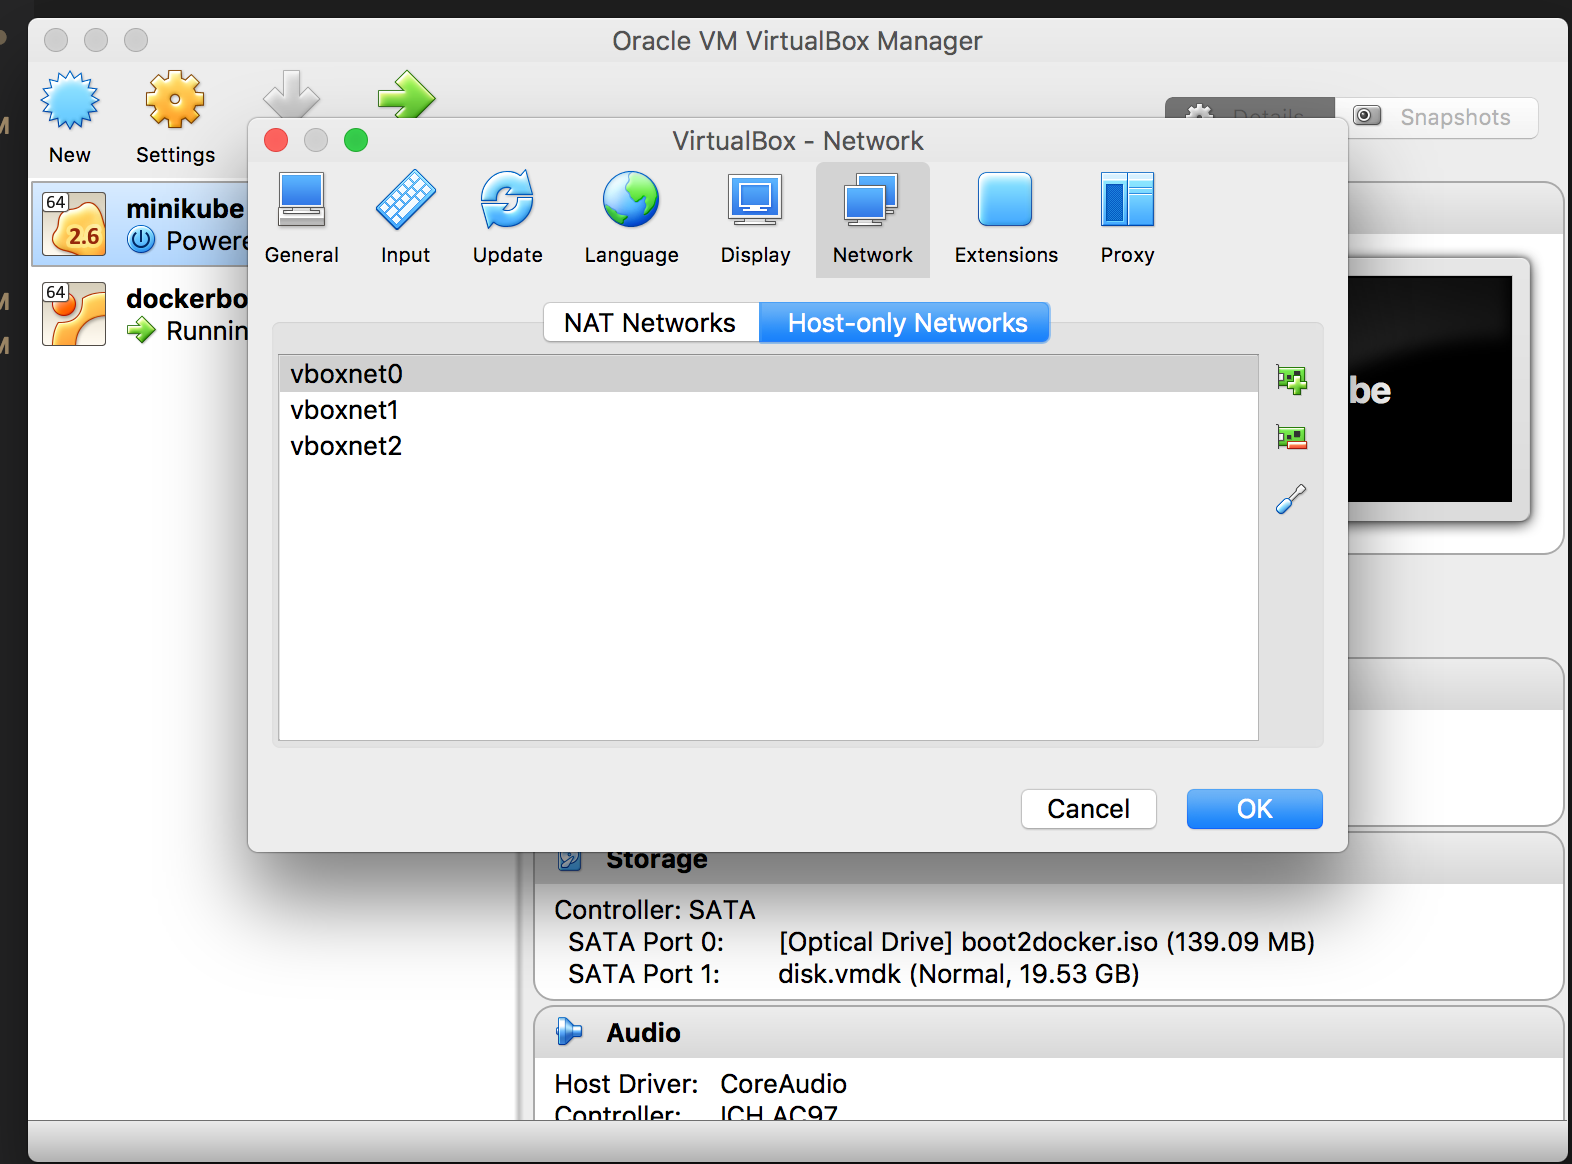 Oracle VM VirtualBox Manager
New
Settings
Details
Snapshots
64
2.6
minikube
Powere
64
dockerbo
Runnin
VirtualBox - Network
General
Input
Update
Language
Display
Network
Extensions
Proxy
NAT Networks
Host-only Networks
vboxnet0
vboxnet1
vboxnet2
be
Cancel
OK
Storage
Controller: SATA
SATA Port 0: [Optical Drive] boot2docker.iso (139.09 MB)
SATA Port 1: disk.vmdk (Normal, 19.53 GB)
Audio
Host Driver: CoreAudio
Controller: ICH AC97